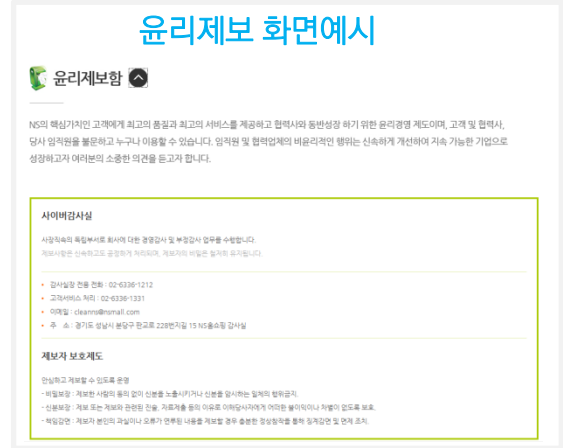 윤리제보 화면예시
윤리제보함
NS의 핵심가치인 고객에게 최고의 품질과 최고의 서비스를 제공하고 협력사와 동반성장 하기 위한 윤리경영 제도이며, 고객 및 협력사,
당사 임직원을 불문하고 누구나 이용할 수 있습니다. 임직원 및 협력업체의 비윤리적인 행위는 신속하게 개선하여 지속 가능한 기업으로
성장하고자 여러분의 소중한 의견을 듣고자 합니다.
사이버감사실
사장직속의 독립부서로 회사에 대한 경영감사 및 부정감사 업무를 수행합니다.
제보사항은 신속하고도 공정하게 처리되며, 제보자의 비밀은 철저히 유지됩니다.
• 감사실장 전용 전화 : 02-6336-1212
• 고객서비스 처리 : 02-6336-1331
• 이메일 : cleanns@nsmall.com
• 주 소 : 경기도 성남시 분당구 판교로 228번지길 15 NS홈쇼핑 감사실
제보자 보호제도
안심하고 제보할 수 있도록 운영
- 비밀보장 : 제보한 사람의 동의 없이 신분을 노출시키거나 신분을 암시하는 일체의 행위금지.
- 신분보장 : 제보 또는 제보와 관련된 진술, 자료제출 등의 이유로 이해당사자에게 어떠한 불이익이나 차별이 없도록 보호.
- 책임감면 : 제보자 본인의 과실이나 오류가 연루된 내용을 제보할 경우 충분한 정상참작을 통해 징계감면 및 면제 조치.